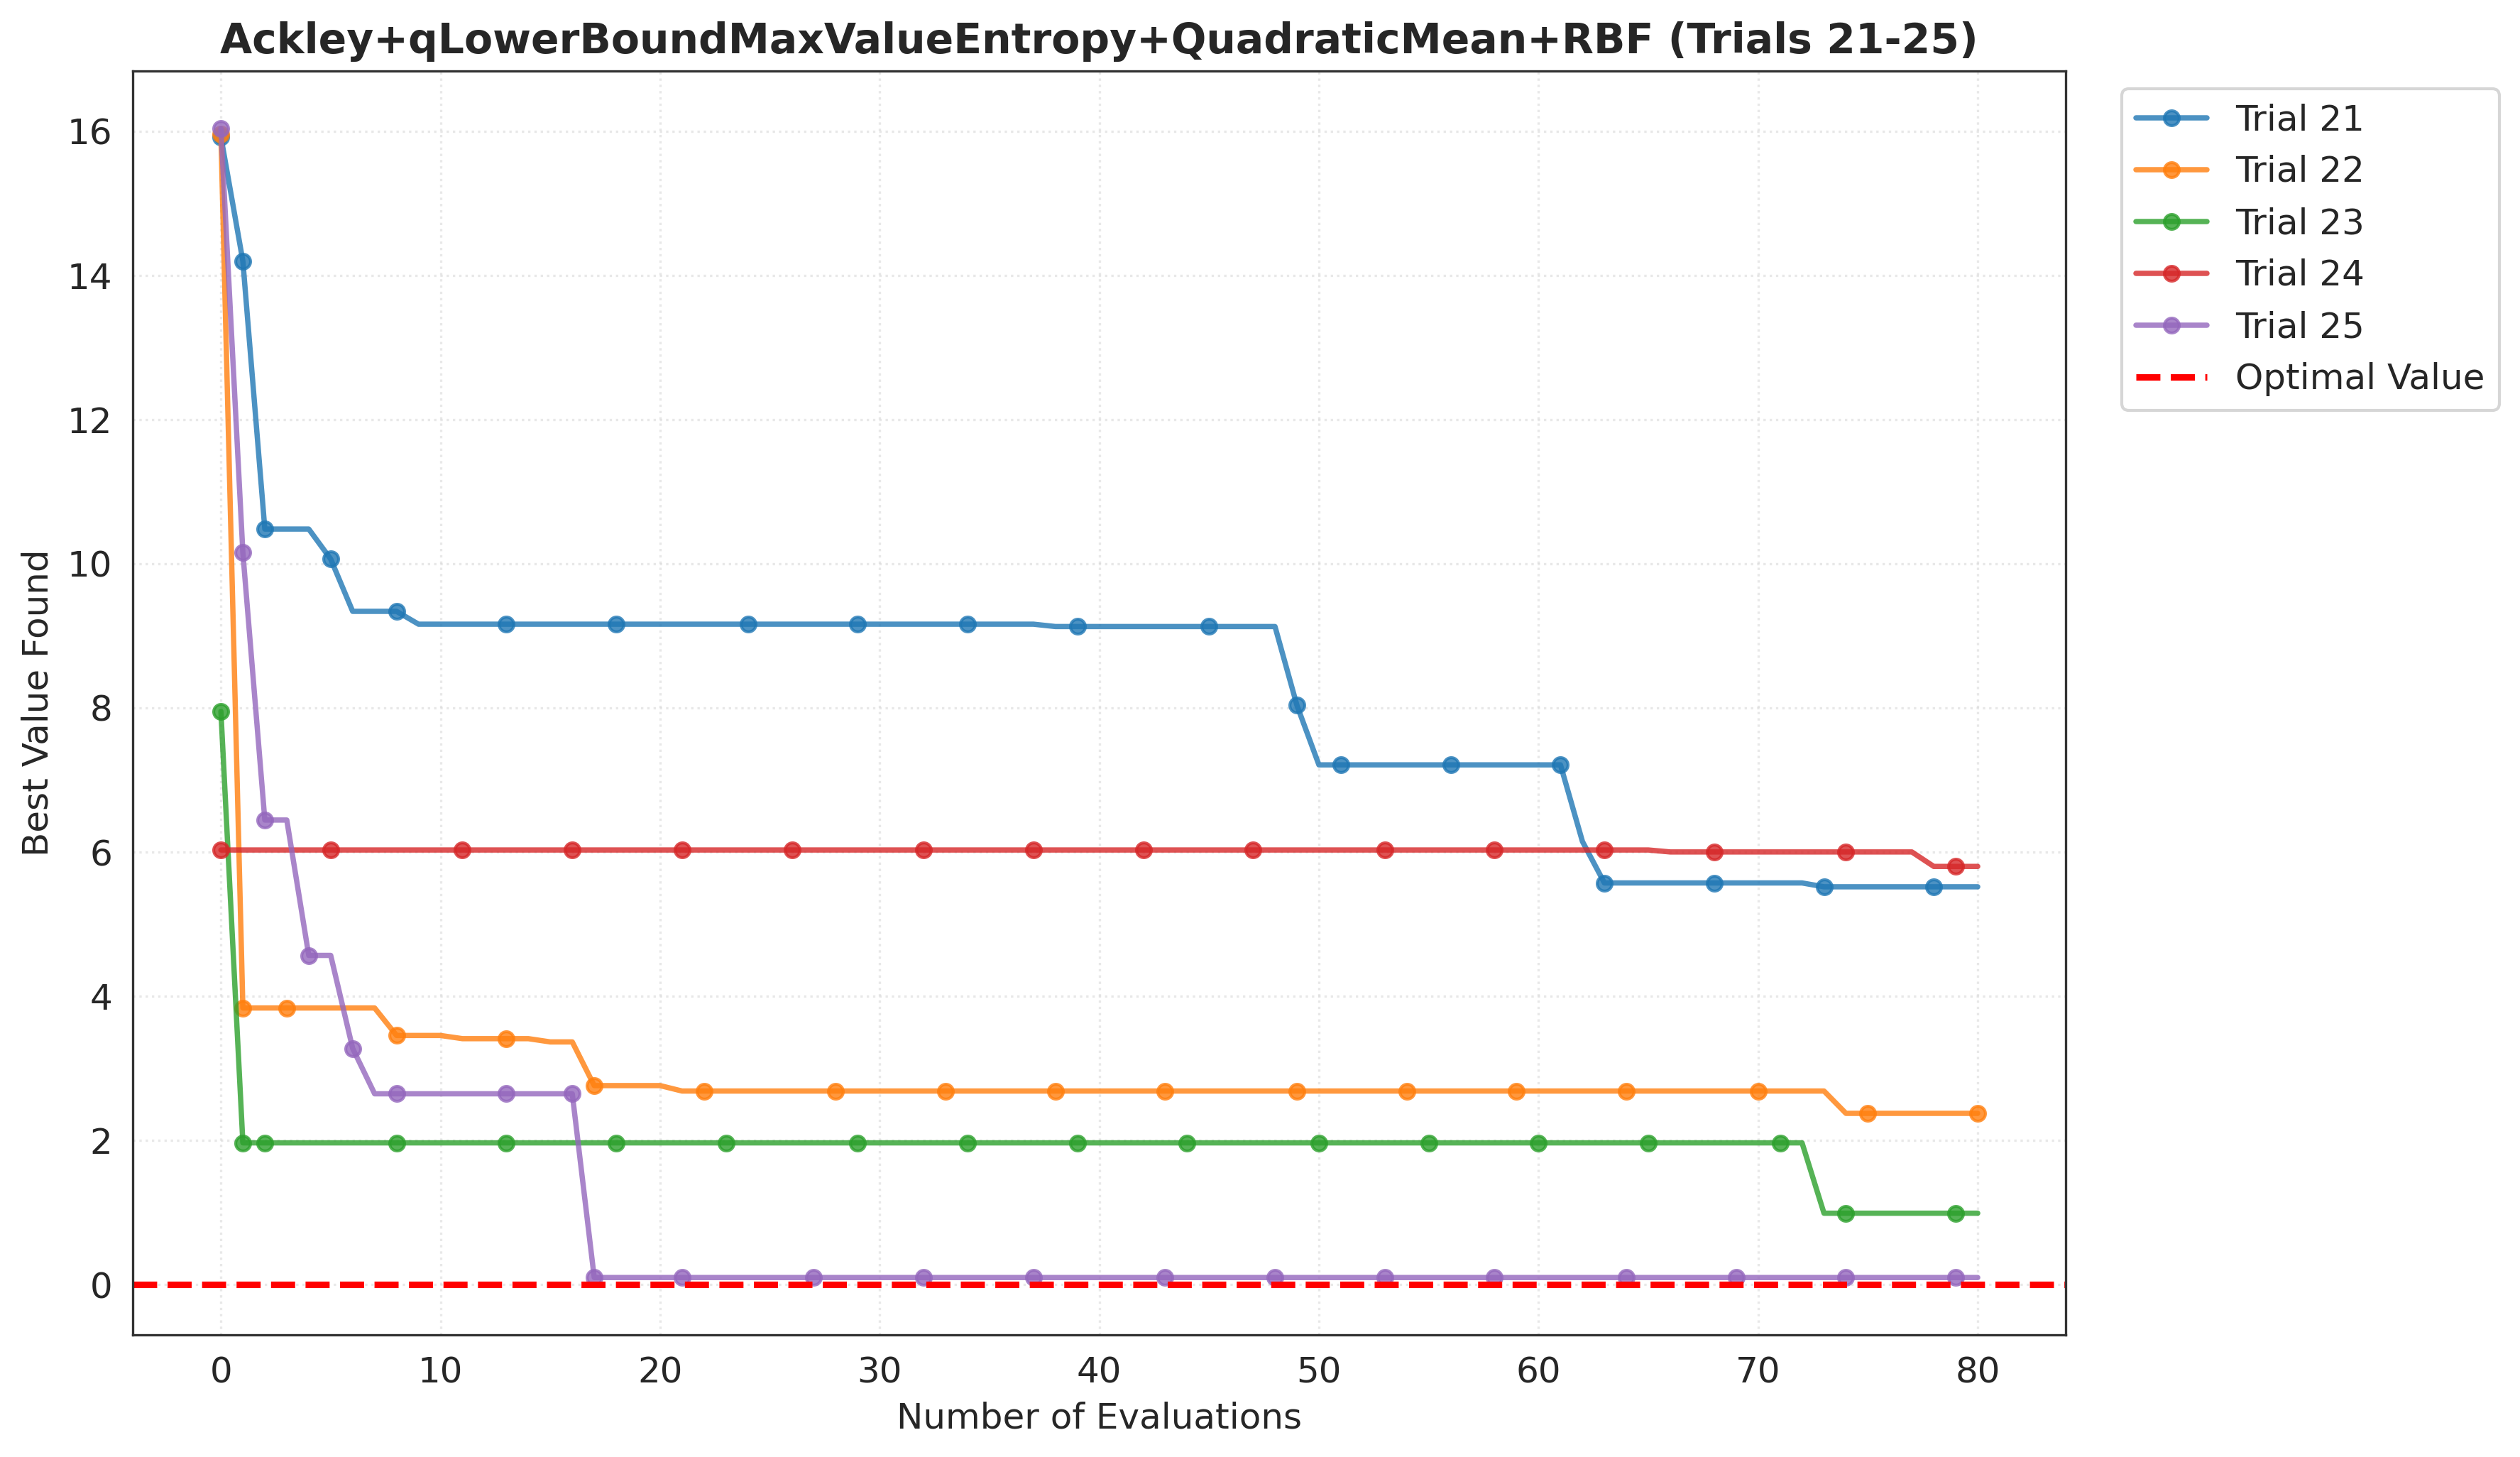 Ackley+qLowerBoundMaxValueEntropy+QuadraticMean+RBF (Trials 21-25)
Best Value Found
16
14
12
10
8
6
4
2
0
0 10 20 30 40 50 60 70 80
Number of Evaluations
Trial 21
Trial 22
Trial 23
Trial 24
Trial 25
Optimal Value